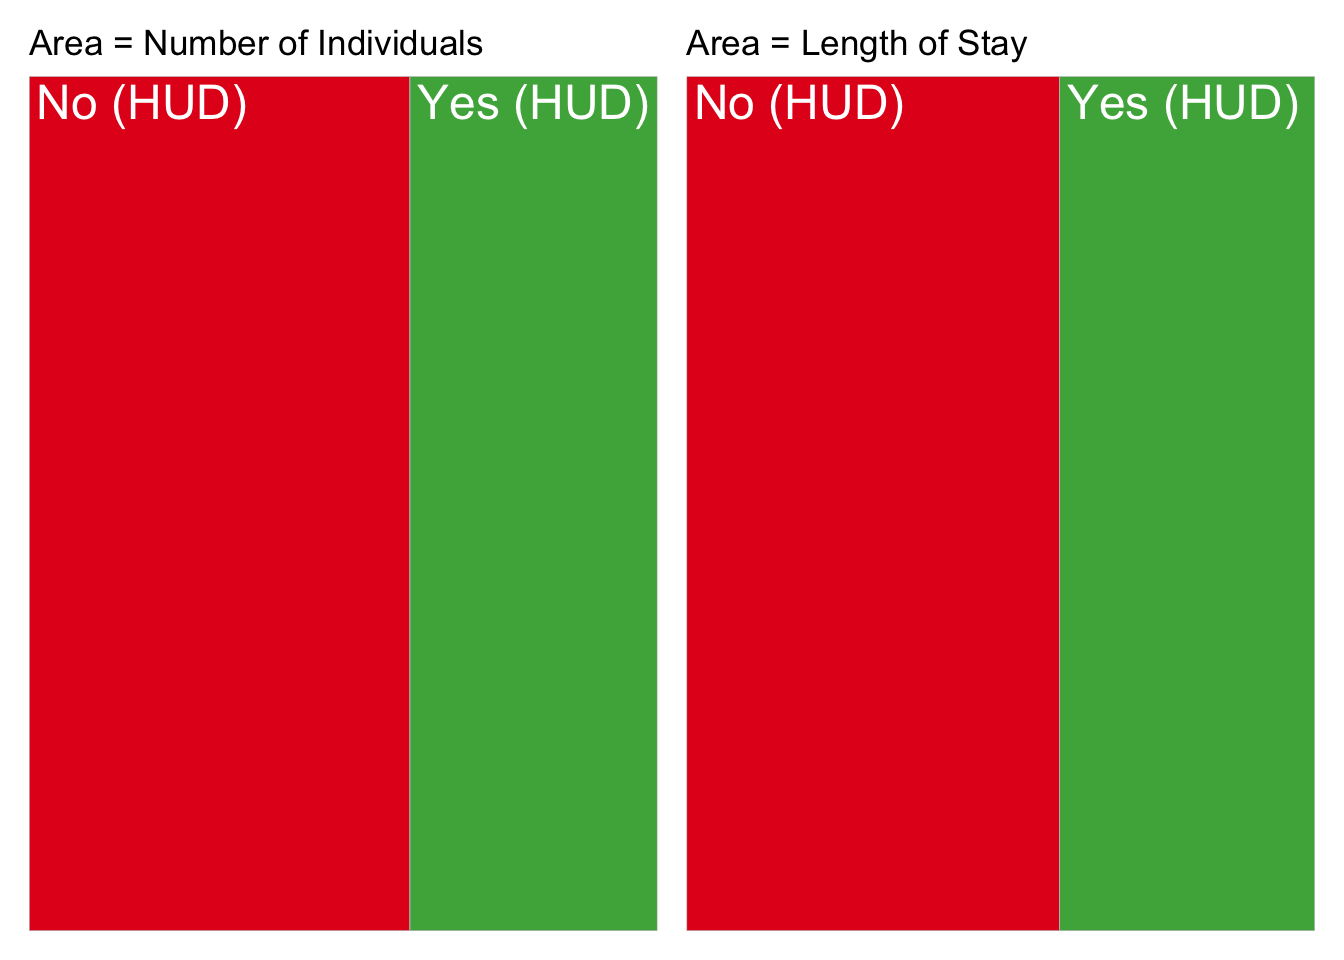 Area = Number of Individuals
No (HUD)
Yes (HUD)
Area = Length of Stay
No (HUD)
Yes (HUD)